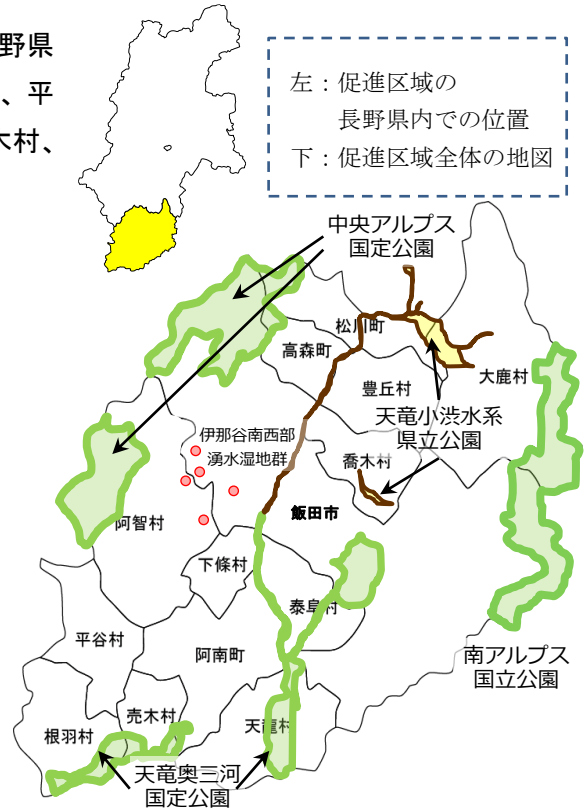 野県
、平
木村、
左：促進区域の
長野県内での位置
下：促進区域全体の地図
中央アルプス
国定公園
松川町
高森町
大鹿村
豊丘村
天竜小渋水系
県立公園
伊那谷南西部
湧水湿地群
喬木村
飯田市
阿智村
下條村
泰阜村
平谷村
阿南町
南アルプス
国立公園
売木村
天龍村
根羽村
天竜奥三河
国定公園